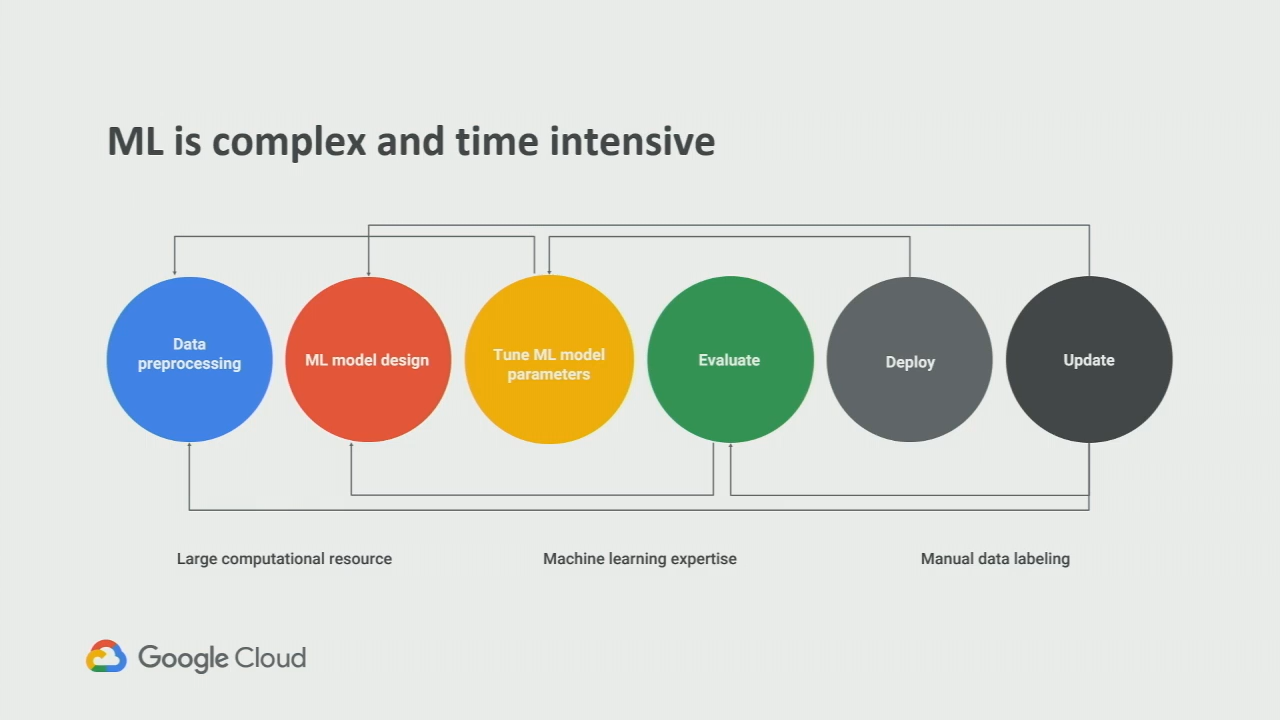 ML is complex and time intensive
Data
preprocessing
ML model design
Tune ML model
parameters
Evaluate
Deploy
Update
Large computational resource
Machine learning expertise
Manual data labeling
Google Cloud